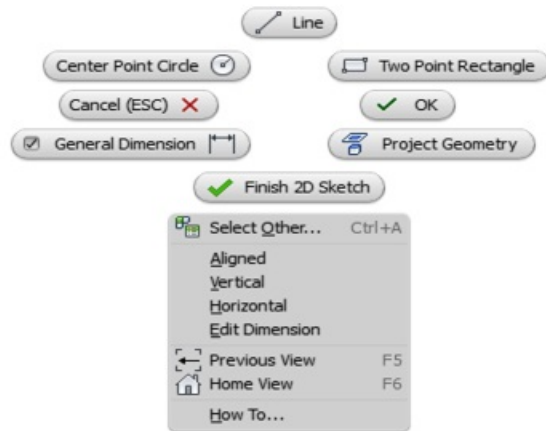 Line
Center Point Circle
Two Point Rectangle
Cancel (ESC)
OK
General Dimension
Project Geometry
Finish 2D Sketch
Select Other... Ctrl+A
Aligned
Vertical
Horizontal
Edit Dimension
Previous View F5
Home View F6
How To...